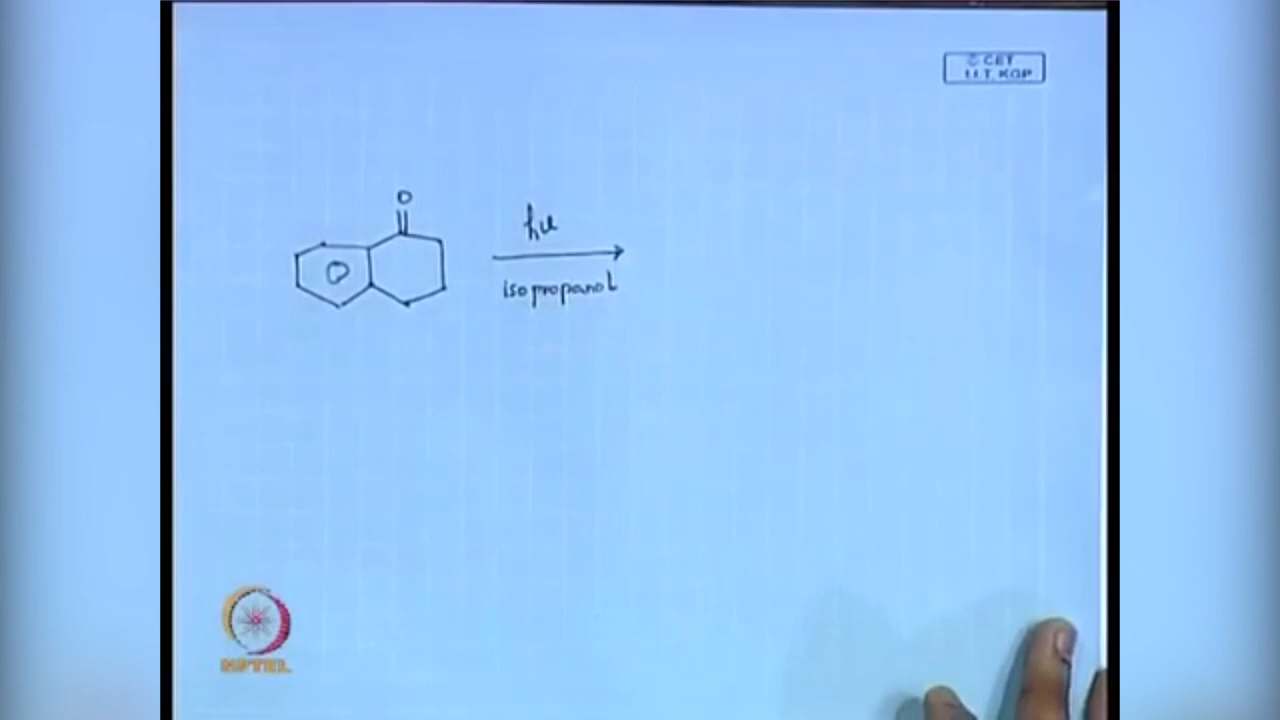 © CET
I.I.T. KGP
O
hν
isopropanol
NPTEL